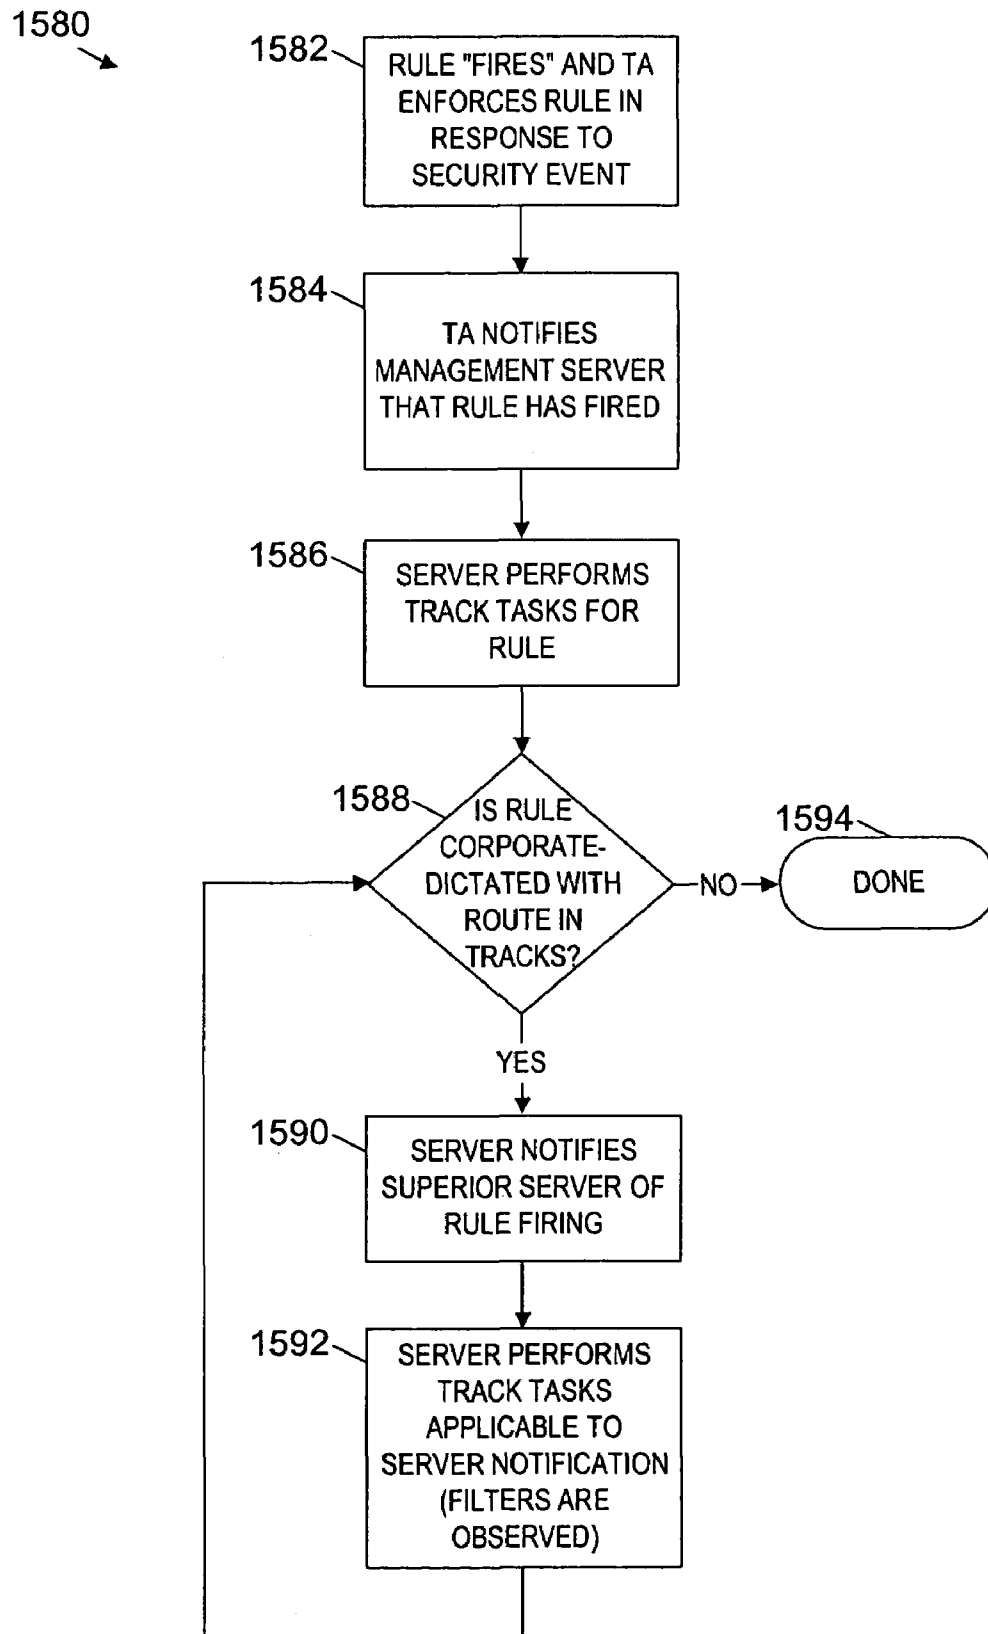 1580
1582
RULE "FIRES" AND TA
ENFORCES RULE IN
RESPONSE TO
SECURITY EVENT
1584
TA NOTIFIES
MANAGEMENT SERVER
THAT RULE HAS FIRED
1586
SERVER PERFORMS
TRACK TASKS FOR
RULE
1588
IS RULE
CORPORATE-
DICTATED WITH
ROUTE IN
TRACKS?
NO
1594
DONE
YES
1590
SERVER NOTIFIES
SUPERIOR SERVER OF
RULE FIRING
1592
SERVER PERFORMS
TRACK TASKS
APPLICABLE TO
SERVER NOTIFICATION
(FILTERS ARE
OBSERVED)